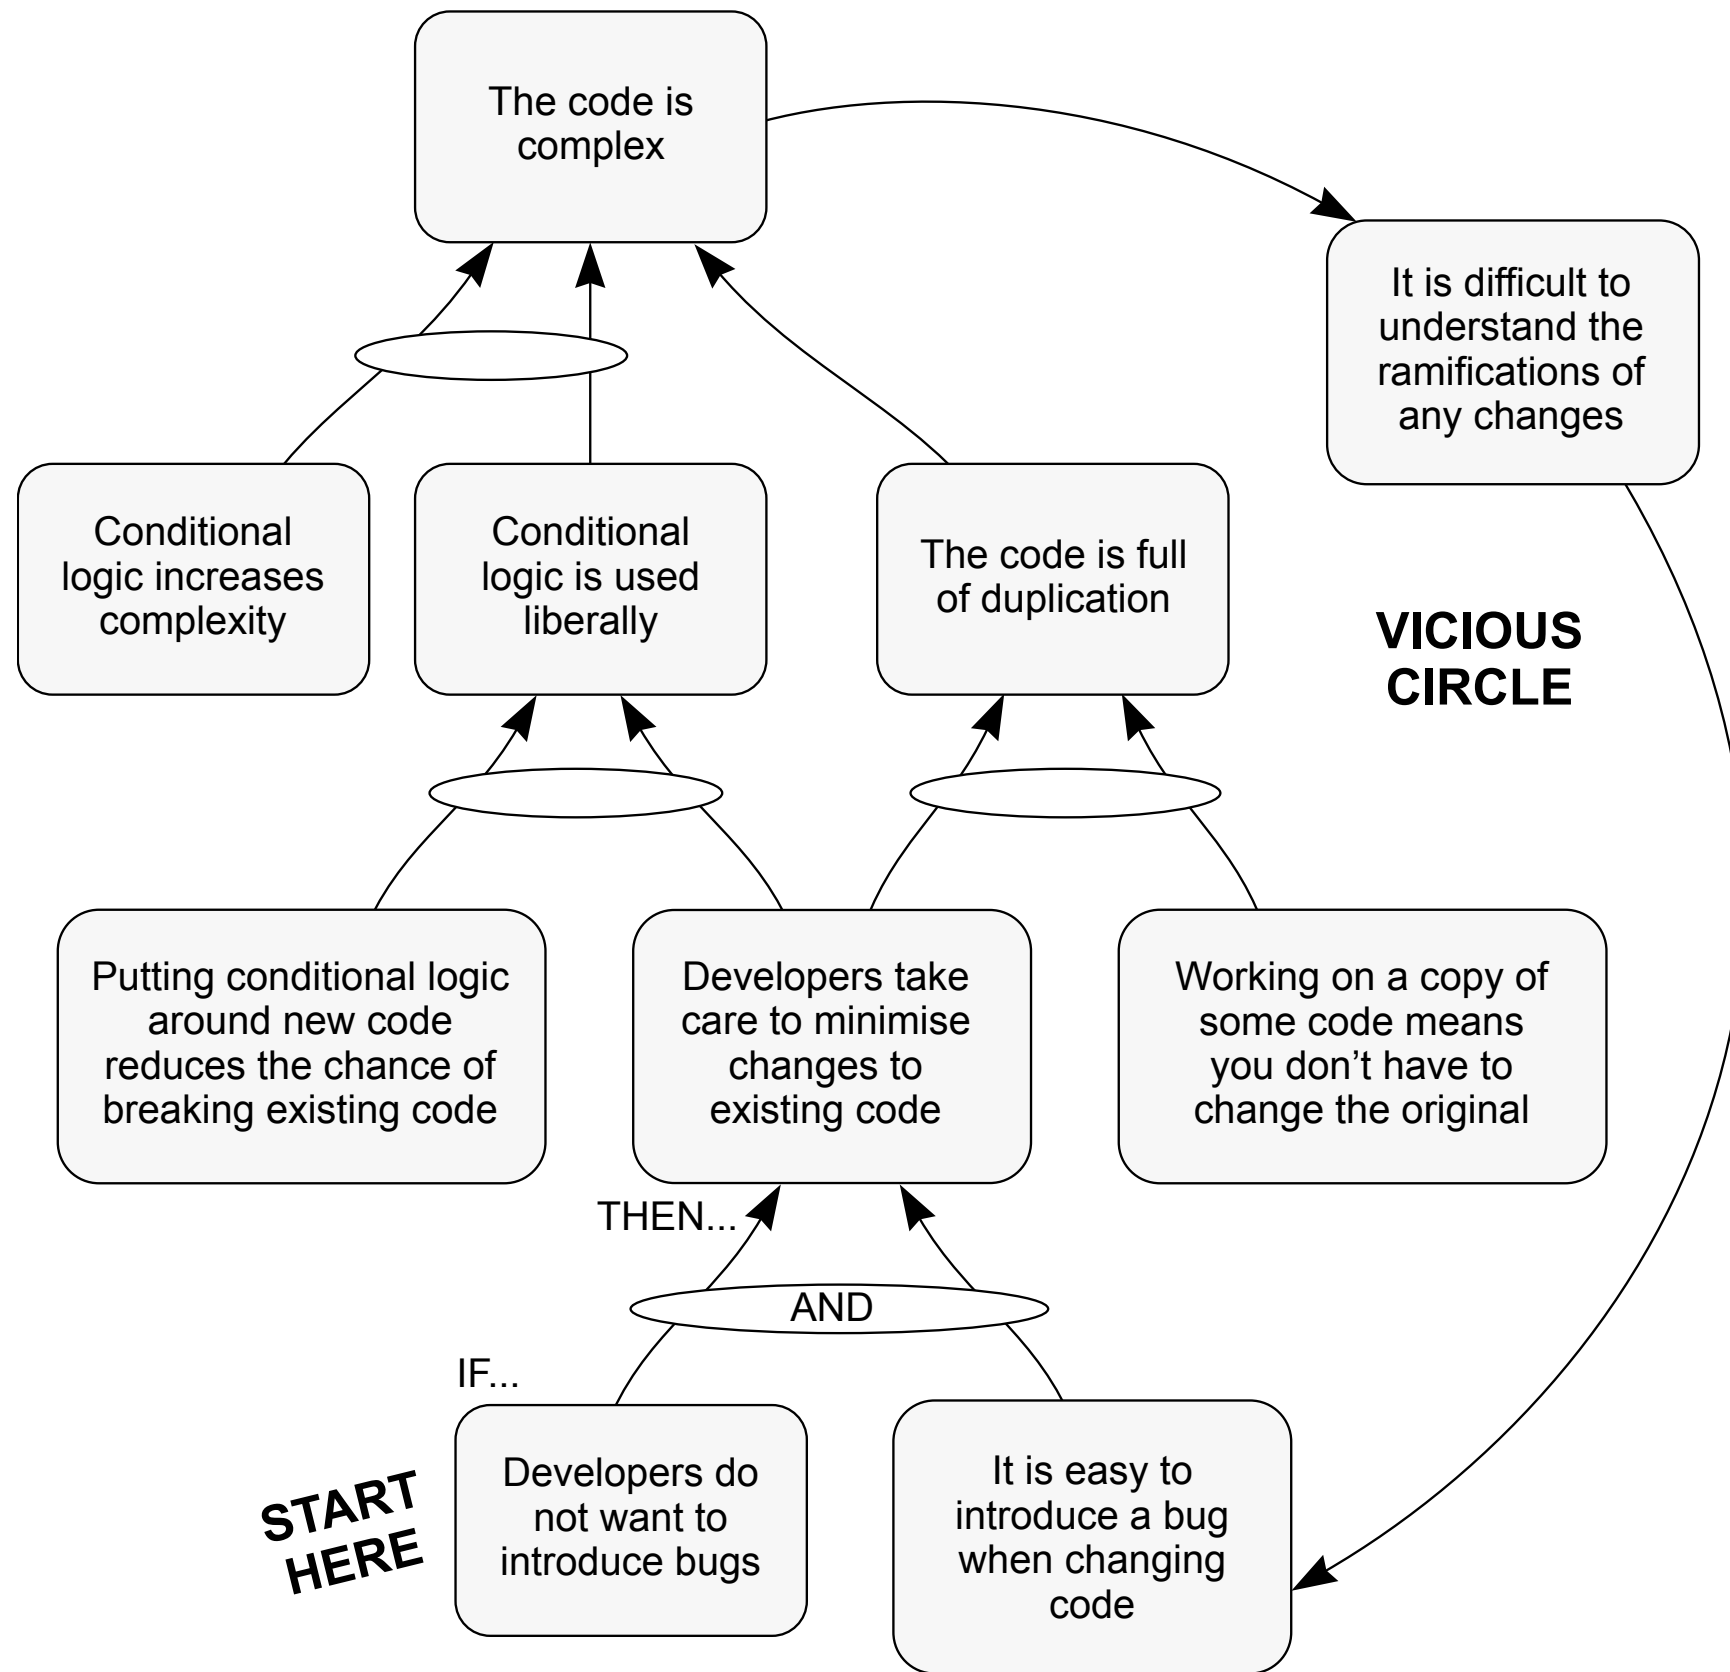 The code is
complex
It is difficult to
understand the
ramifications of
any changes
Conditional
logic increases
complexity
Conditional
logic is used
liberally
The code is full
of duplication
VICIOUS
CIRCLE
Putting conditional logic
around new code
reduces the chance of
breaking existing code
Developers take
care to minimise
changes to
existing code
Working on a copy of
some code means
you don’t have to
change the original
THEN...
AND
IF...
START
HERE
Developers do
not want to
introduce bugs
It is easy to
introduce a bug
when changing
code